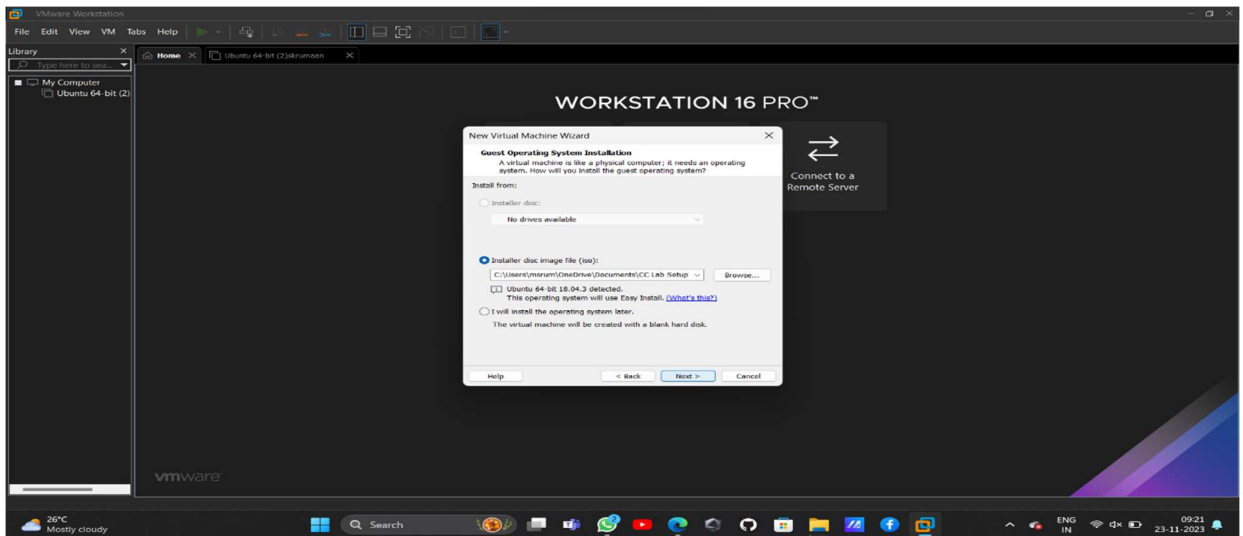 VMware Workstation
File Edit View VM Tabs Help
Library
Type here to sea...
Home
Ubuntu 64-bit (2)skrumaan
My Computer
Ubuntu 64-bit (2)
WORKSTATION 16 PRO™
New Virtual Machine Wizard
Guest Operating System Installation
A virtual machine is like a physical computer; it needs an operating
system. How will you install the guest operating system?
Install from:
Installer disc:
No drives available
Installer disc image file (iso):
C:\Users\msrum\OneDrive\Documents\CC Lab Setup
Browse...
Ubuntu 64-bit 18.04.3 detected.
This operating system will use Easy Install. (What's this?)
I will install the operating system later.
The virtual machine will be created with a blank hard disk.
Help
< Back
Next >
Cancel
Connect to a
Remote Server
vmware
26°C
Mostly cloudy
Search
ENG
IN
09:21
23-11-2023